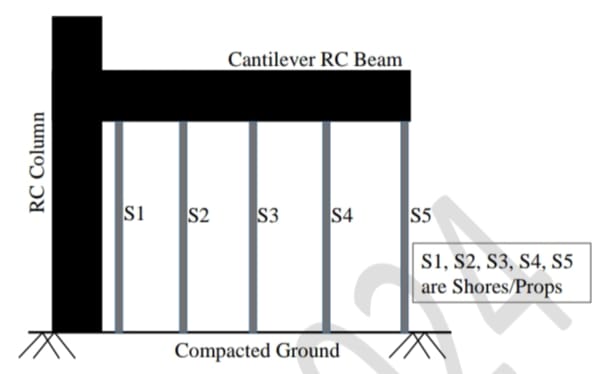 Cantilever RC Beam
RC Column
S1
S2
S3
S4
S5
S1, S2, S3, S4, S5
are Shores/Props
Compacted Ground